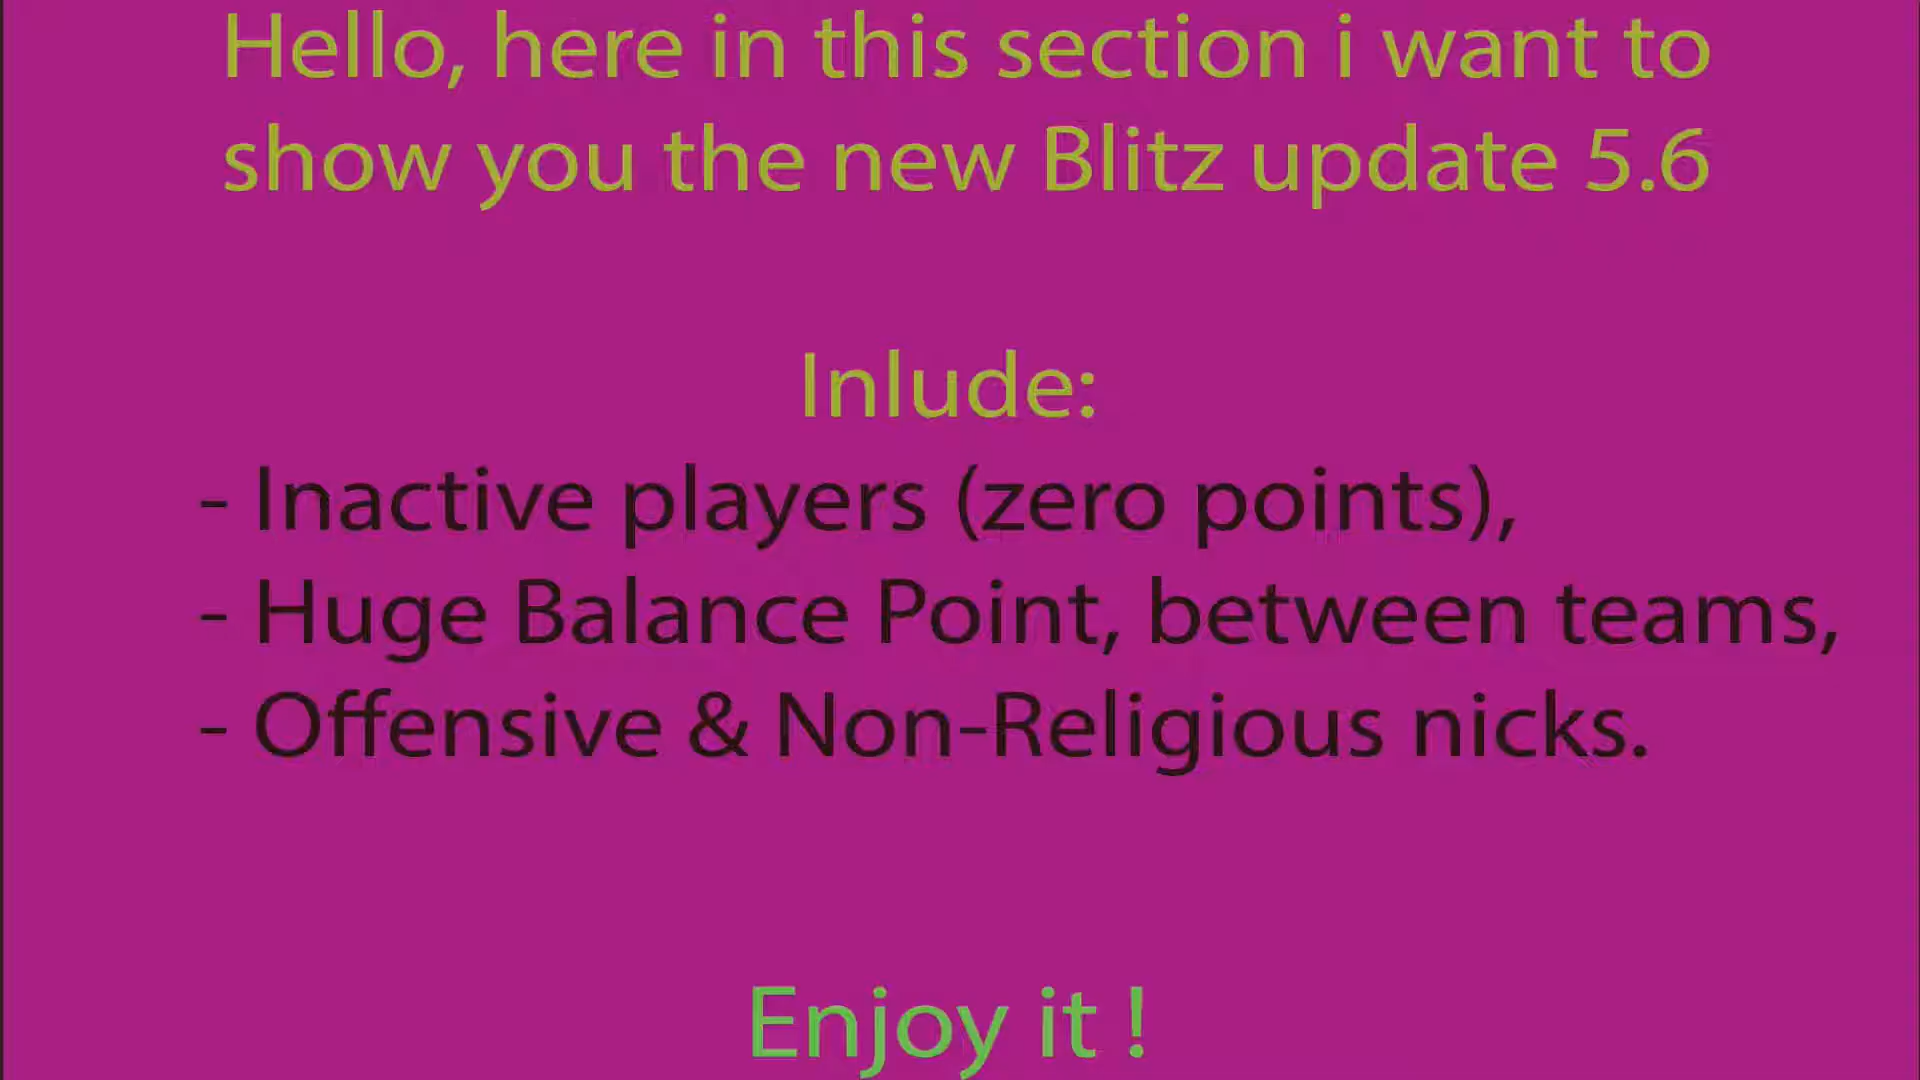 Hello, here in this section i want to
show you the new Blitz update 5.6
Inlude:
- Inactive players (zero points),
- Huge Balance Point, between teams,
- Offensive & Non-Religious nicks.
Enjoy it !